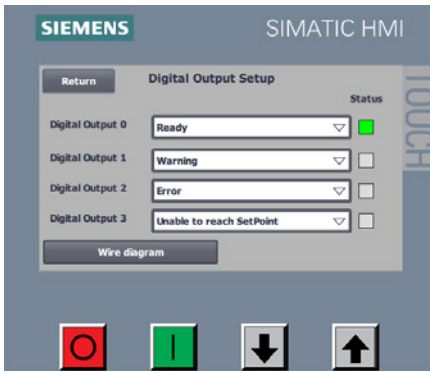 SIEMENS
SIMATIC HMI
TOUCH
Return
Digital Output Setup
Status
Digital Output 0
Ready
Digital Output 1
Warning
Digital Output 2
Error
Digital Output 3
Unable to reach SetPoint
Wire diagram